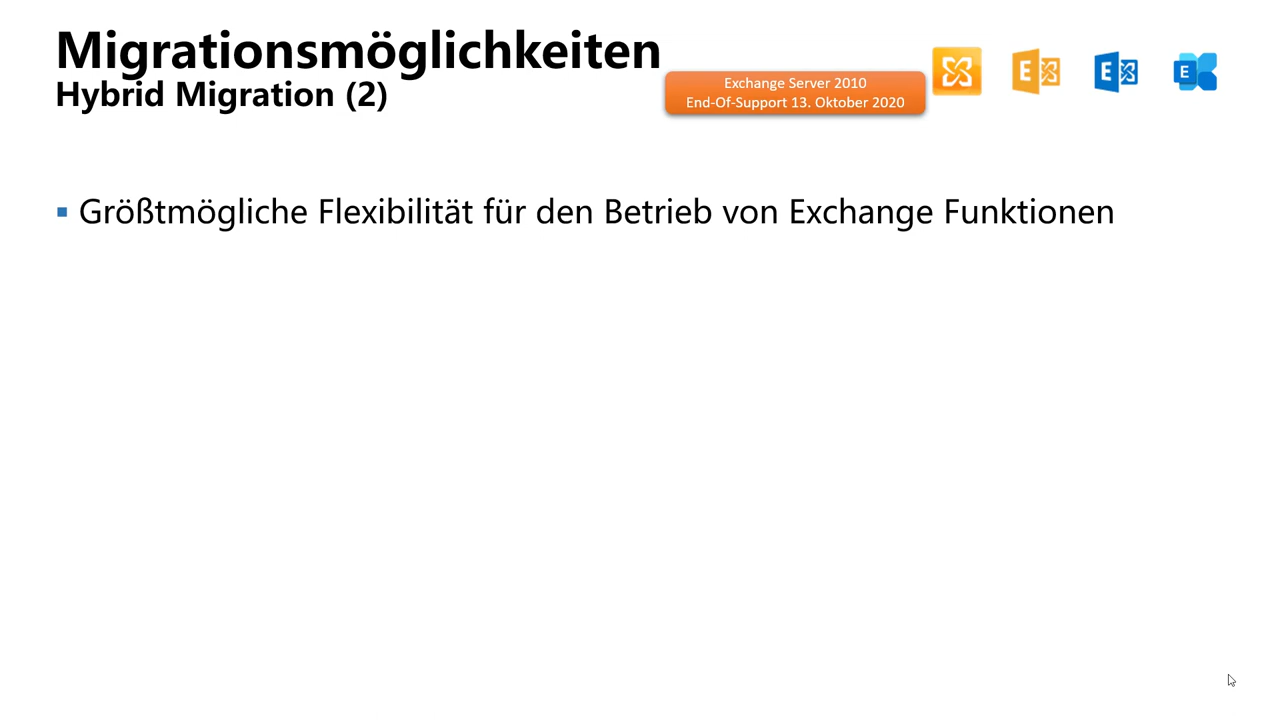 Migrationsmöglichkeiten
Hybrid Migration (2)
Exchange Server 2010
End-Of-Support 13. Oktober 2020
E
E
E
Größtmögliche Flexibilität für den Betrieb von Exchange Funktionen